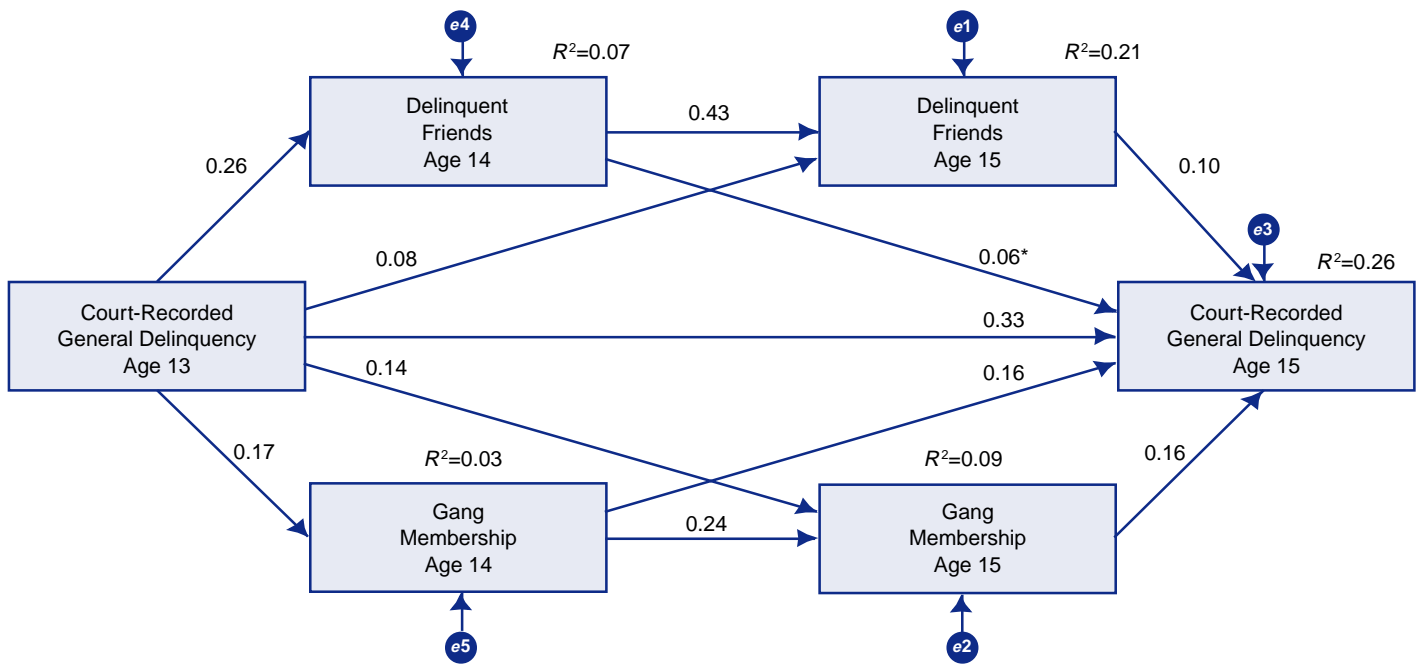 e4
e1
R²=0.07
R²=0.21
Delinquent
Friends
Age 14
0.43
Delinquent
Friends
Age 15
0.26
0.10
e3
0.08
0.06*
R²=0.26
Court-Recorded
General Delinquency
Age 13
0.33
Court-Recorded
General Delinquency
Age 15
0.14
0.16
0.17
R²=0.03
R²=0.09
0.16
Gang
Membership
Age 14
0.24
Gang
Membership
Age 15
e5
e2